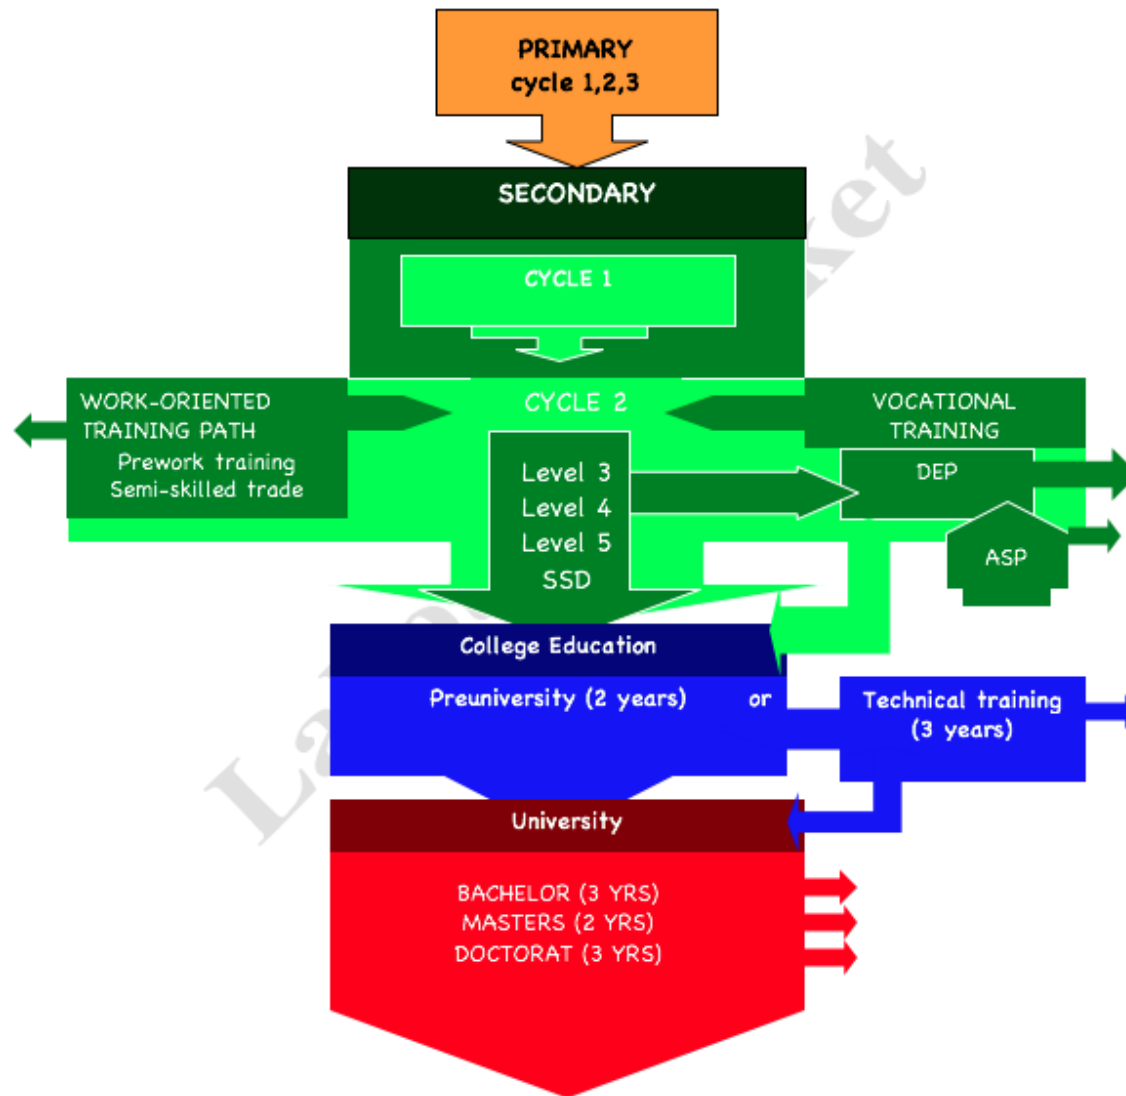 PRIMARY
cycle 1,2,3
SECONDARY
CYCLE 1
CYCLE 2
WORK-ORIENTED
TRAINING PATH
Prework training
Semi-skilled trade
VOCATIONAL
TRAINING
Level 3
Level 4
Level 5
SSD
DEP
ASP
College Education
Preuniversity (2 years) or
Technical training
(3 years)
University
BACHELOR (3 YRS)
MASTERS (2 YRS)
DOCTORAT (3 YRS)